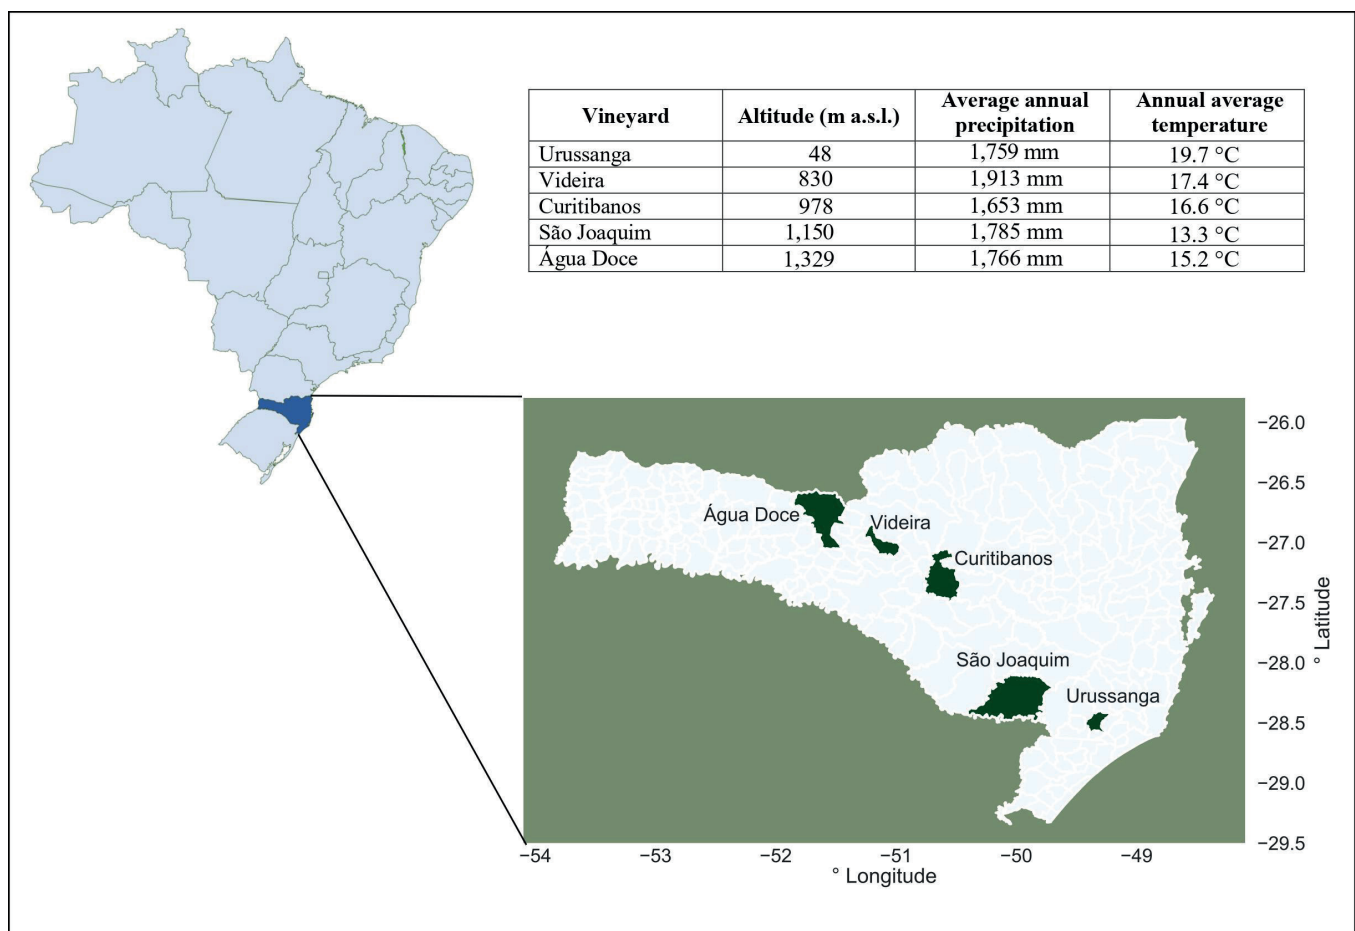 Vineyard Altitude (m a.s.l.) Average annual precipitation Annual average temperature
Urussanga 48 1,759 mm 19.7 °C
Videira 830 1,913 mm 17.4 °C
Curitibanos 978 1,653 mm 16.6 °C
São Joaquim 1,150 1,785 mm 13.3 °C
Água Doce 1,329 1,766 mm 15.2 °C
Água Doce
Videira
Curitibanos
São Joaquim
Urussanga
−26.0
−26.5
−27.0
−27.5
−28.0
−28.5
−29.0
−29.5
° Latitude
−54 −53 −52 −51 −50 −49
° Longitude